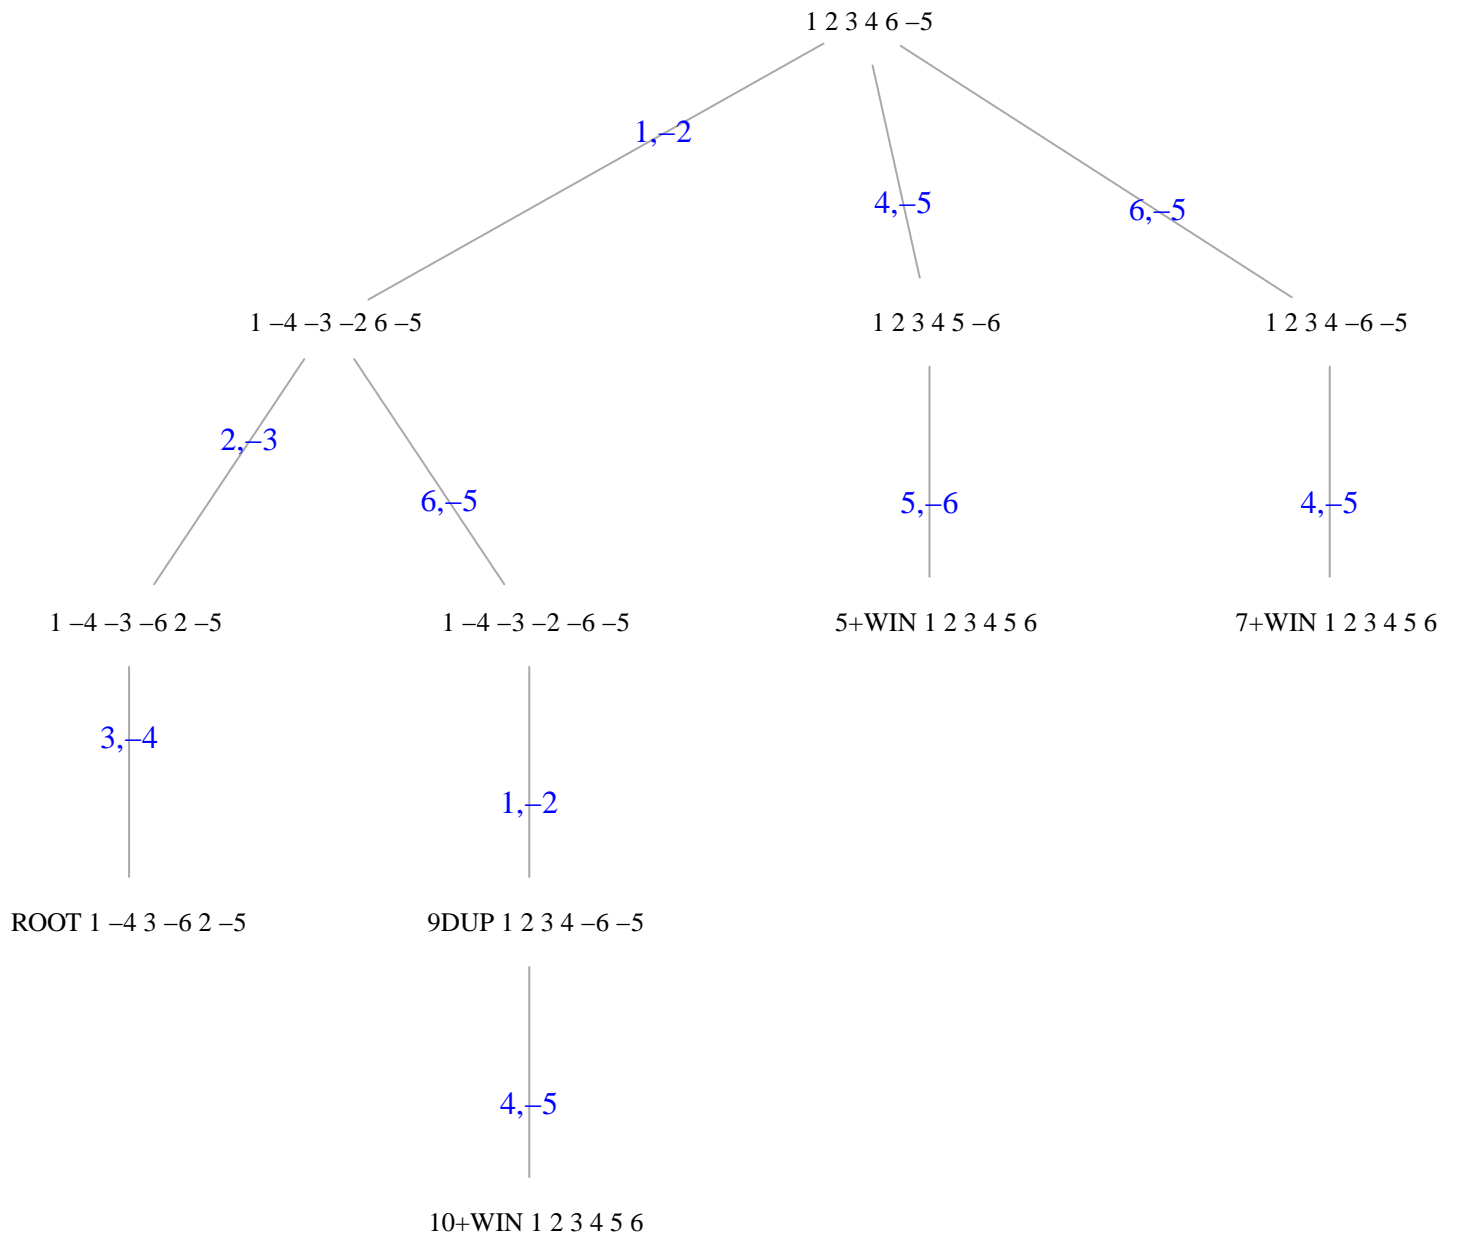 1 2 3 4 6 –5
1,–2
4,–5
6,–5
1 –4 –3 –2 6 –5
1 2 3 4 5 –6
1 2 3 4 –6 –5
2,–3
6,–5
5,–6
4,–5
1 –4 –3 –6 2 –5
1 –4 –3 –2 –6 –5
5+WIN 1 2 3 4 5 6
7+WIN 1 2 3 4 5 6
3,–4
1,–2
ROOT 1 –4 3 –6 2 –5
9DUP 1 2 3 4 –6 –5
4,–5
10+WIN 1 2 3 4 5 6